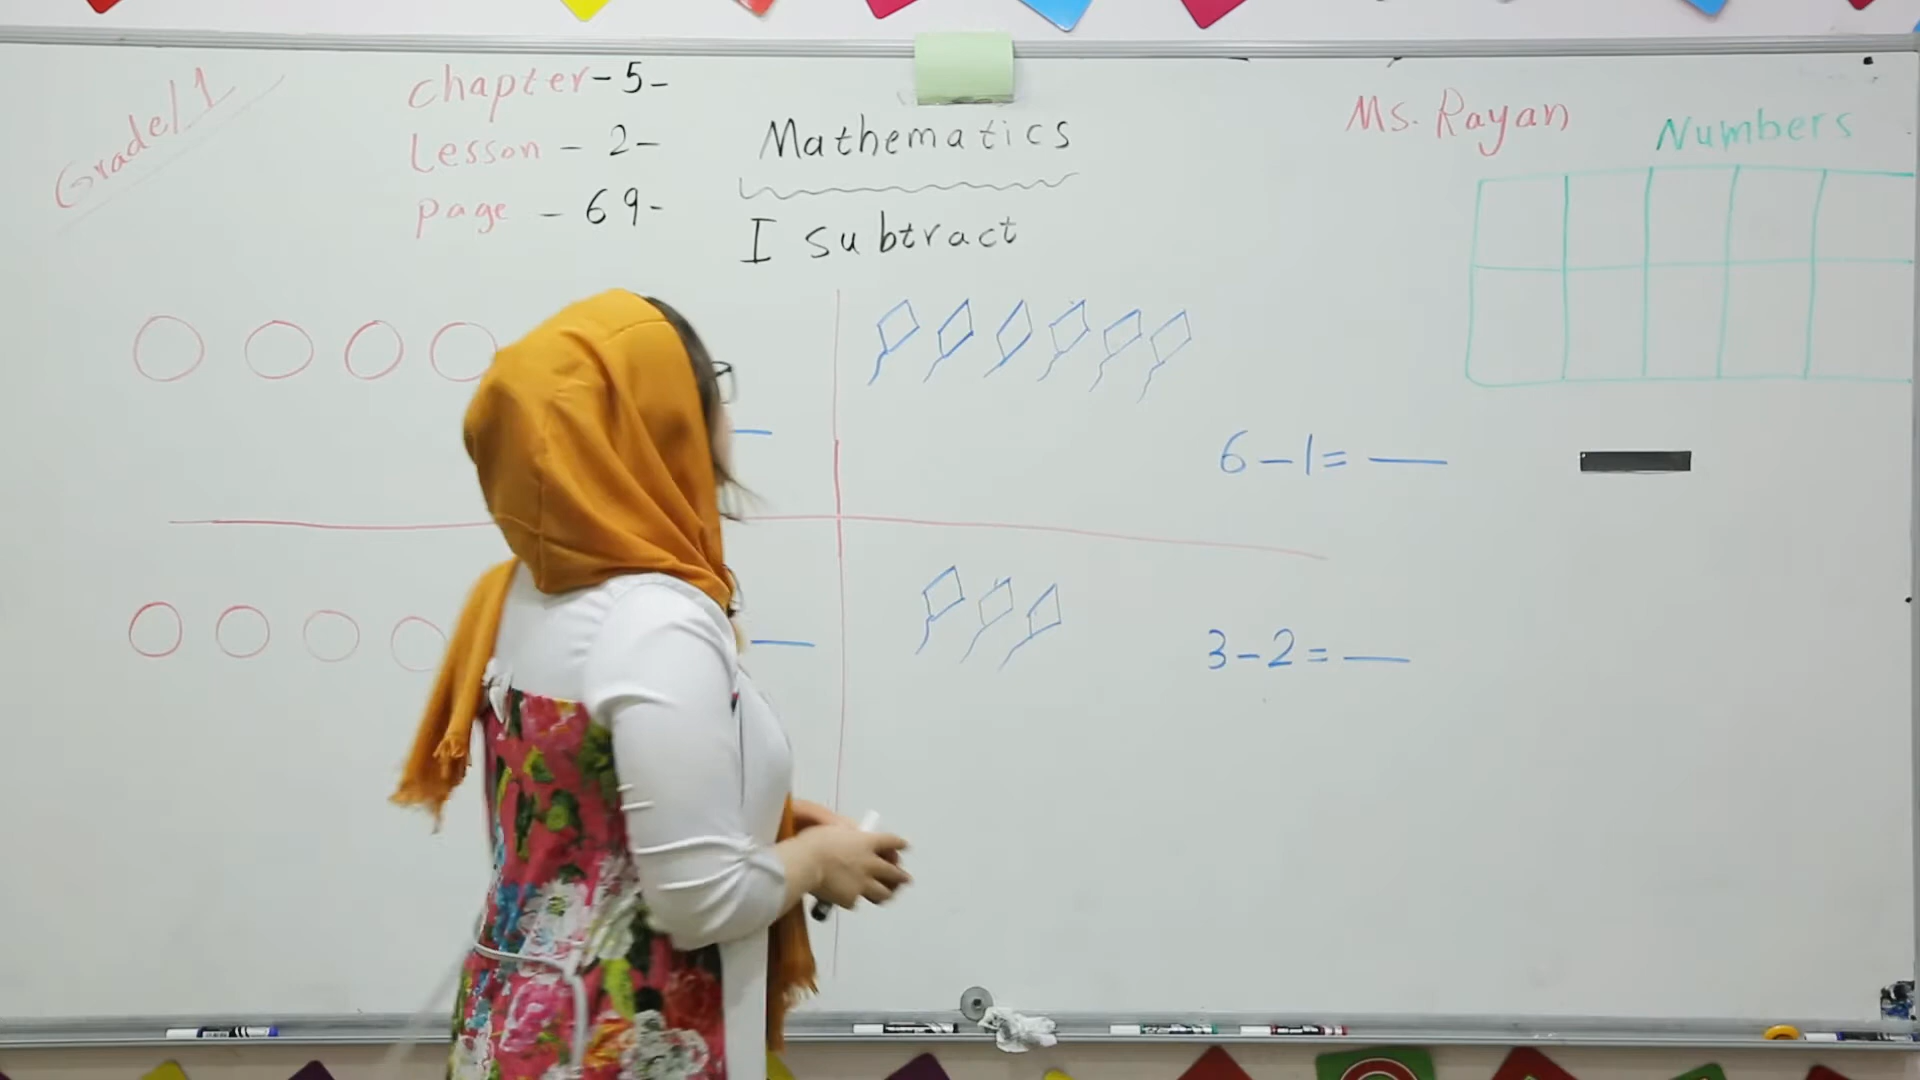 Grade/1
Chapter-5-
Lesson - 2-
page - 69-
Mathematics
I subtract
Ms. Rayan
Numbers
6-1=
3-2=